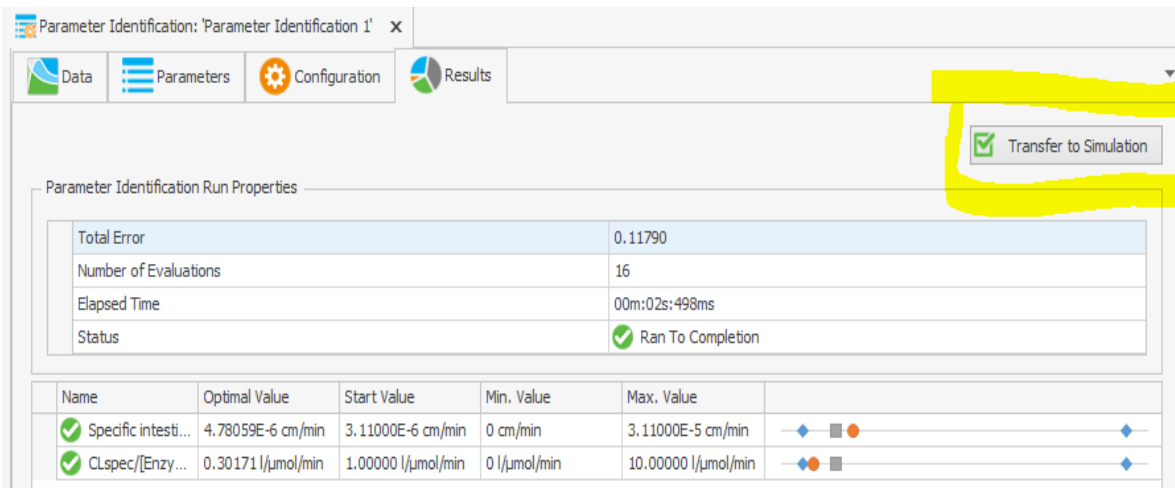 Parameter Identification: 'Parameter Identification 1' x
Data Parameters Configuration Results
Transfer to Simulation
Parameter Identification Run Properties
Total Error 0.11790
Number of Evaluations 16
Elapsed Time 00m:02s:498ms
Status Ran To Completion
Name Optimal Value Start Value Min. Value Max. Value
Specific intesti... 4.78059E-6 cm/min 3.11000E-6 cm/min 0 cm/min 3.11000E-5 cm/min
CLspec/[Enzy... 0.30171 l/µmol/min 1.00000 l/µmol/min 0 l/µmol/min 10.00000 l/µmol/min